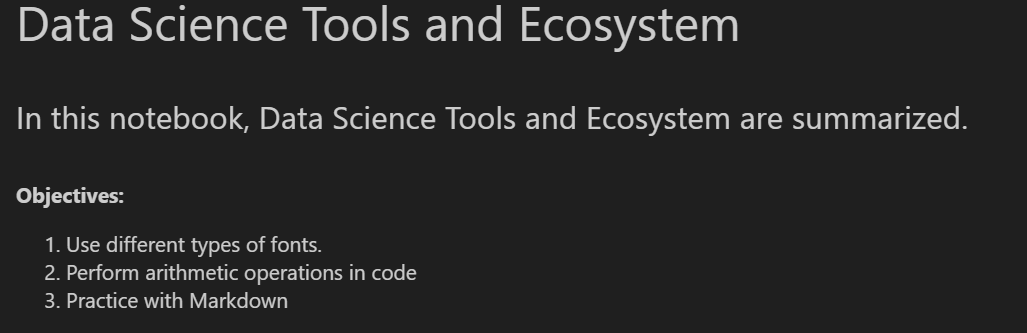 Data Science Tools and Ecosystem
In this notebook, Data Science Tools and Ecosystem are summarized.
Objectives:
1. Use different types of fonts.
2. Perform arithmetic operations in code
3. Practice with Markdown